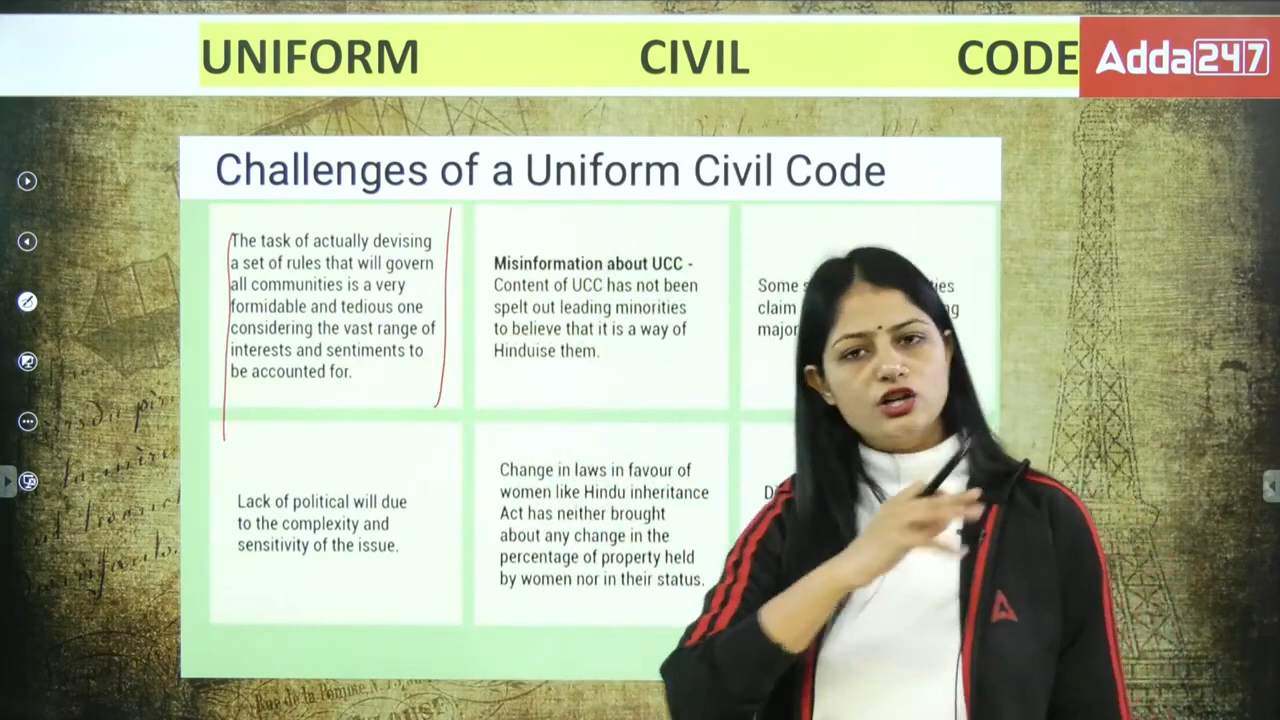 UNIFORM CIVIL CODE
Adda247
Challenges of a Uniform Civil Code
The task of actually devising
a set of rules that will govern
all communities is a very
formidable and tedious one
considering the vast range of
interests and sentiments to
be accounted for.
Misinformation about UCC -
Content of UCC has not been
spelt out leading minorities
to believe that it is a way of
Hinduise them.
Some
claim
Lack of political will due
to the complexity and
sensitivity of the issue.
Change in laws in favour of
women like Hindu inheritance
Act has neither brought
about any change in the
percentage of property held
by women nor in their status.
Rue de la Pompe